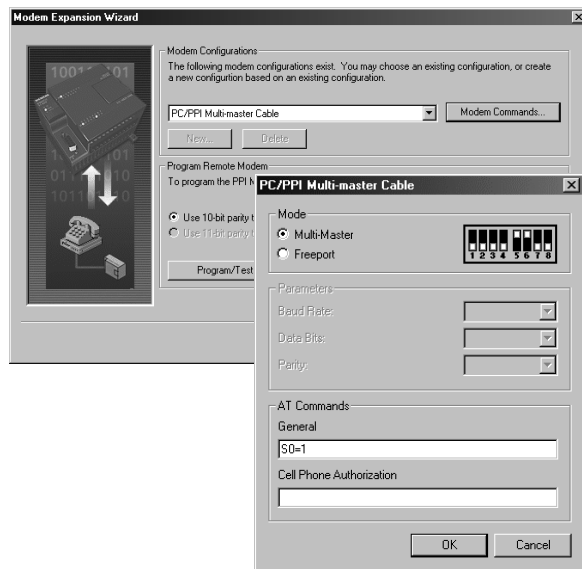 Modem Expansion Wizard
Modem Configurations
The following modem configurations exist. You may choose an existing configuration, or create
a new configurtion based on an existing configuration.
PC/PPI Multi-master Cable
Modem Commands...
New...
Delete
Program Remote Modem
To program the PPI M
Use 10-bit parity t
Use 11-bit parity t
Program/Test
PC/PPI Multi-master Cable
Mode
Multi-Master
Freeport
1 2 3 4 5 6 7 8
Parameters
Baud Rate:
Data Bits:
Parity:
AT Commands
General
S0=1
Cell Phone Authorization
OK
Cancel